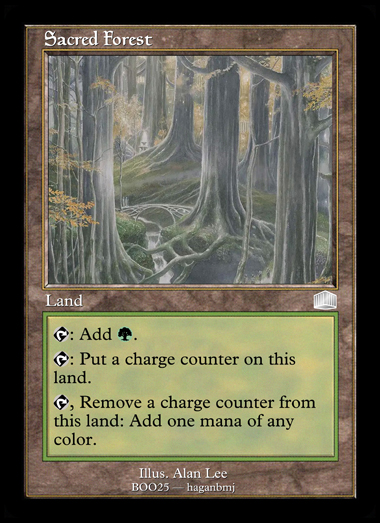 Sacred Forest
Land
: Add .
: Put a charge counter on this
land.
, Remove a charge counter from
this land: Add one mana of any
color.
Illus. Alan Lee
BOO25 — haganbmj